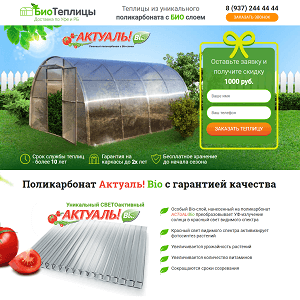 БиоТеплицы
Доставка по РФ и РБ
Теплицы из уникального
поликарбоната с БИО слоем
8 (937) 244 44 44
ЗАКАЗАТЬ ЗВОНОК
АКТУАЛЬ! Bio
Оставьте заявку и
получите скидку
1000 руб.
Ваше имя
Ваш телефон
ЗАКАЗАТЬ ТЕПЛИЦУ
Срок службы теплиц
более 10 лет
Гарантия на
каркасы до 2х лет
Бесплатное хранение
до начала сезона
Поликарбонат Актуаль! Bio с гарантией качества
Уникальный СВЕТОактивный
АКТУАЛЬ! Bio
Особый Bio-слой, нанесенный на поликарбонат
АКТУАЛЬ!Bio преобразовывает УФ-излучение
солнца в красный свет видимого спектра
Красный свет видимого спектра активизирует
фотосинтез растений
Увеличивается урожайность растений
Увеличивается количество витаминов
Сокращаются сроки созревания